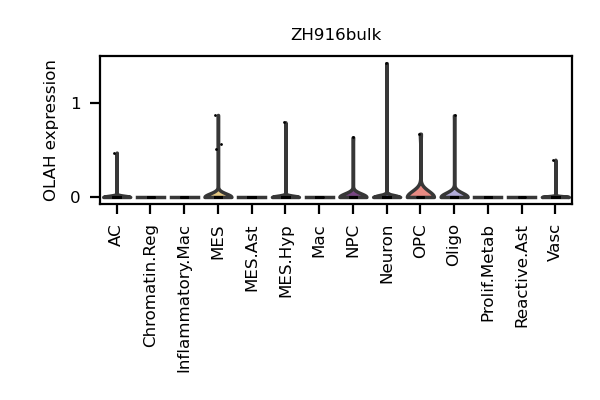 ZH916bulk
OLAH expression
1
0
AC
Chromatin.Reg
Inflammatory.Mac
MES
MES.Ast
MES.Hyp
Mac
NPC
Neuron
OPC
Oligo
Prolif.Metab
Reactive.Ast
Vasc